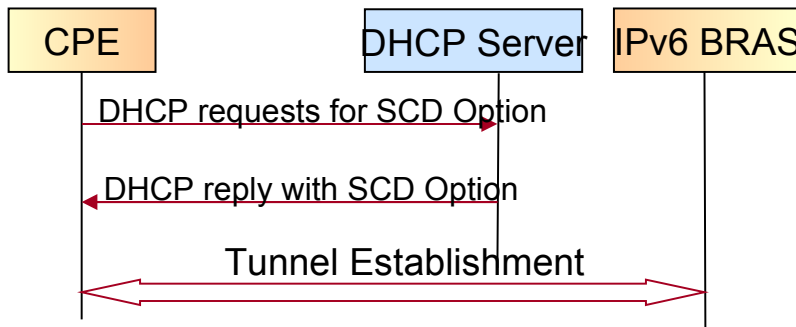 CPE
DHCP Server
IPv6 BRAS
DHCP requests for SCD Option
DHCP reply with SCD Option
Tunnel Establishment